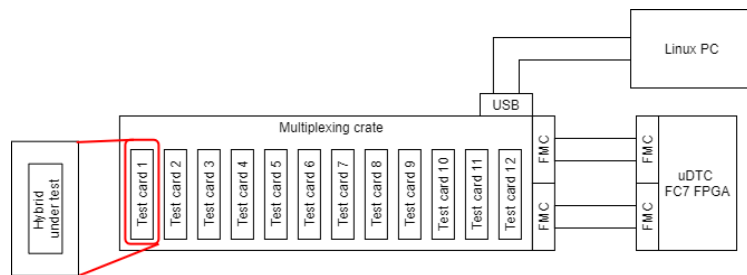 Linux PC
USB
Multiplexing crate
Hybrid
under test
Test card 1
Test card 2
Test card 3
Test card 4
Test card 5
Test card 6
Test card 7
Test card 8
Test card 9
Test card 10
Test card 11
Test card 12
FMC
FMC
FMC
FMC
uDTC
FC7 FPGA